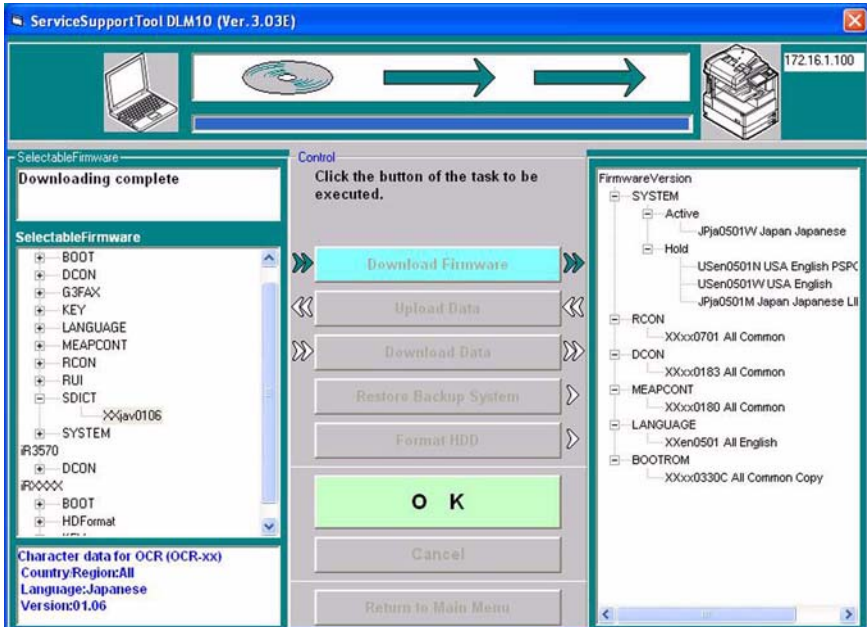 ServiceSupportTool DLM10 (Ver.3.03E)
172.16.1.100
SelectableFirmware
Downloading complete
SelectableFirmware
BOOT
DCON
G3FAX
KEY
LANGUAGE
MEAPCONT
RCON
RUI
SDICT
XXjav0106
SYSTEM
iR3570
DCON
iRXXXX
BOOT
HDFormat
KEY
Character data for OCR (OCR-xx)
Country/Region:All
Language:Japanese
Version:01.06
Control
Click the button of the task to be
executed.
Download Firmware
Upload Data
Download Data
Restore Backup System
Format HDD
O K
Cancel
Return to Main Menu
FirmwareVersion
SYSTEM
Active
JPja0501W Japan Japanese
Hold
USen0501N USA English PSPC
USen0501W USA English
JPja0501M Japan Japanese LI
RCON
XXxx0701 All Common
DCON
XXxx0183 All Common
MEAPCONT
XXxx0180 All Common
LANGUAGE
XXen0501 All English
BOOTROM
XXxx0330C All Common Copy